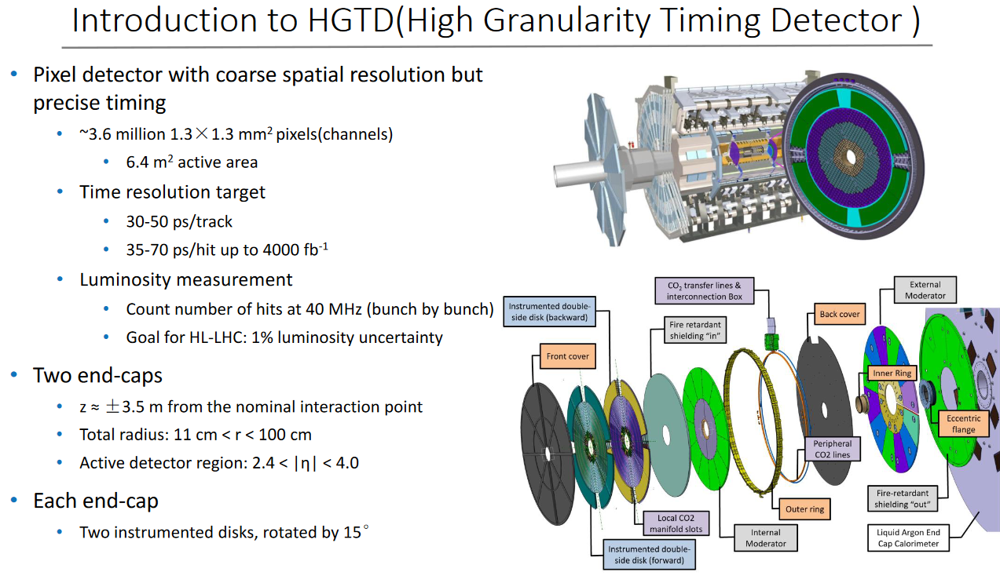 Introduction to HGTD(High Granularity Timing Detector )
• Pixel detector with coarse spatial resolution but
precise timing
• ~3.6 million 1.3×1.3 mm² pixels(channels)
• 6.4 m² active area
• Time resolution target
• 30-50 ps/track
• 35-70 ps/hit up to 4000 fb⁻¹
• Luminosity measurement
• Count number of hits at 40 MHz (bunch by bunch)
• Goal for HL-LHC: 1% luminosity uncertainty
• Two end-caps
• z ≈ ±3.5 m from the nominal interaction point
• Total radius: 11 cm < r < 100 cm
• Active detector region: 2.4 < |η| < 4.0
• Each end-cap
• Two instrumented disks, rotated by 15°
CO₂ transfer lines &
interconnection Box
External
Moderator
Instrumented double-
side disk (backward)
Back cover
Fire retardant
shielding "in"
Front cover
Inner Ring
Eccentric
flange
Peripheral
CO2 lines
Fire-retardant
shielding "out"
Outer ring
Local CO2
manifold slots
Internal
Moderator
Liquid Argon End
Cap Calorimeter
Instrumented double-
side disk (forward)